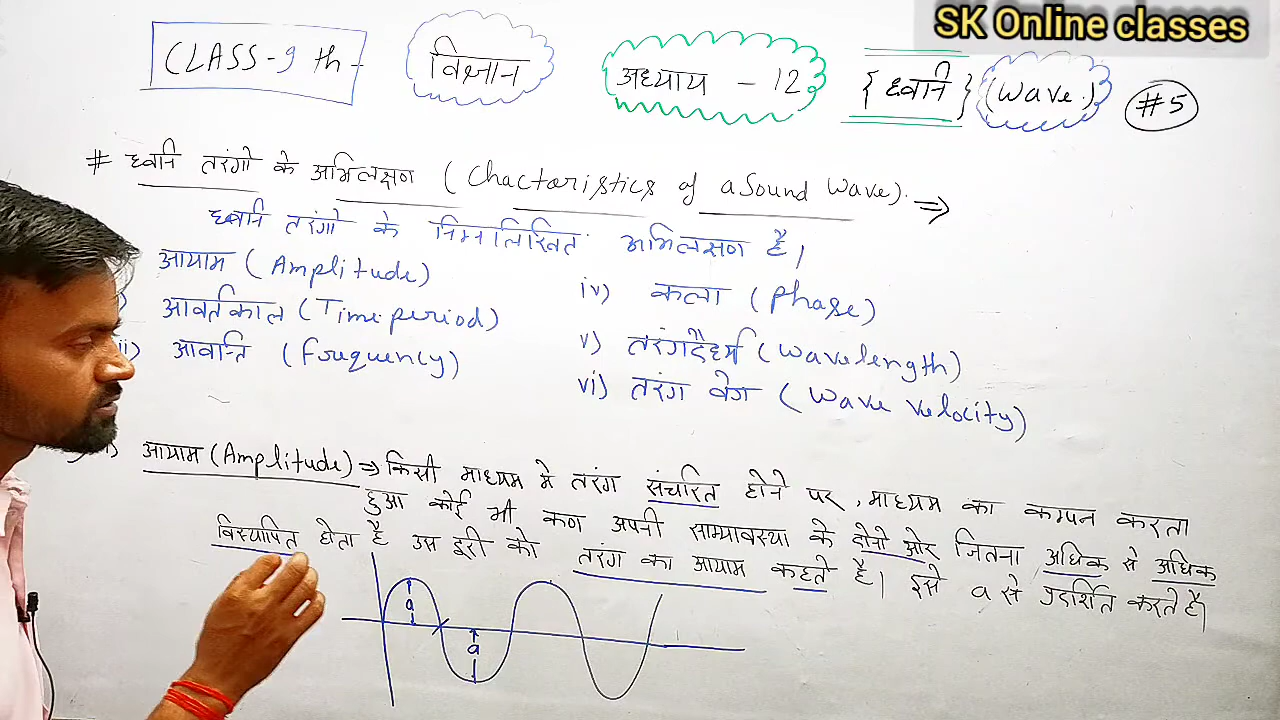 SK Online classes
CLASS-9 th
विज्ञान
अध्याय - 12
{ ध्वनि } (Wave.)
#5
# ध्वनि तरंगो के अभिलक्षण ( Chactoristics of a Sound Wave). ⇒
ध्वनि तरंगो के निम्नलिखित अभिलक्षण है।
आयाम ( Amplitude)
आवर्तकाल ( Time period)
ii) आवृत्ति ( Frequency)
iv) कला ( Phase)
v) तरंगदैर्ध्य ( Wavelength)
vi) तरंग वेग ( Wave Velocity)
आयाम (Amplitude) ⇒ किसी माध्यम मे तरंग संचरित होने पर, माध्यम का कम्पन करता
हुआ कोई भी कण अपनी साम्यावस्था के दोनो ओर जितना अधिक से अधिक
विस्थापित होता है उस दूरी को तरंग का आयाम कहते है। इसे a से प्रदर्शित करते है।
a
a